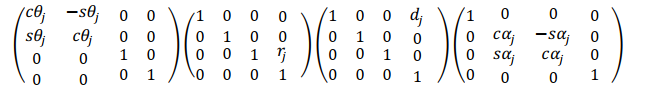 ( cθⱼ −sθⱼ 0 0 ) ( 1 0 0 0 ) ( 1 0 0 dⱼ ) ( 1 0 0 0 )
( sθⱼ cθⱼ 0 0 ) ( 0 1 0 0 ) ( 0 1 0 0 ) ( 0 cαⱼ −sαⱼ 0 )
( 0 0 1 0 ) ( 0 0 1 rⱼ ) ( 0 0 1 0 ) ( 0 sαⱼ cαⱼ 0 )
( 0 0 0 1 ) ( 0 0 0 1 ) ( 0 0 0 1 ) ( 0 0 0 1 )